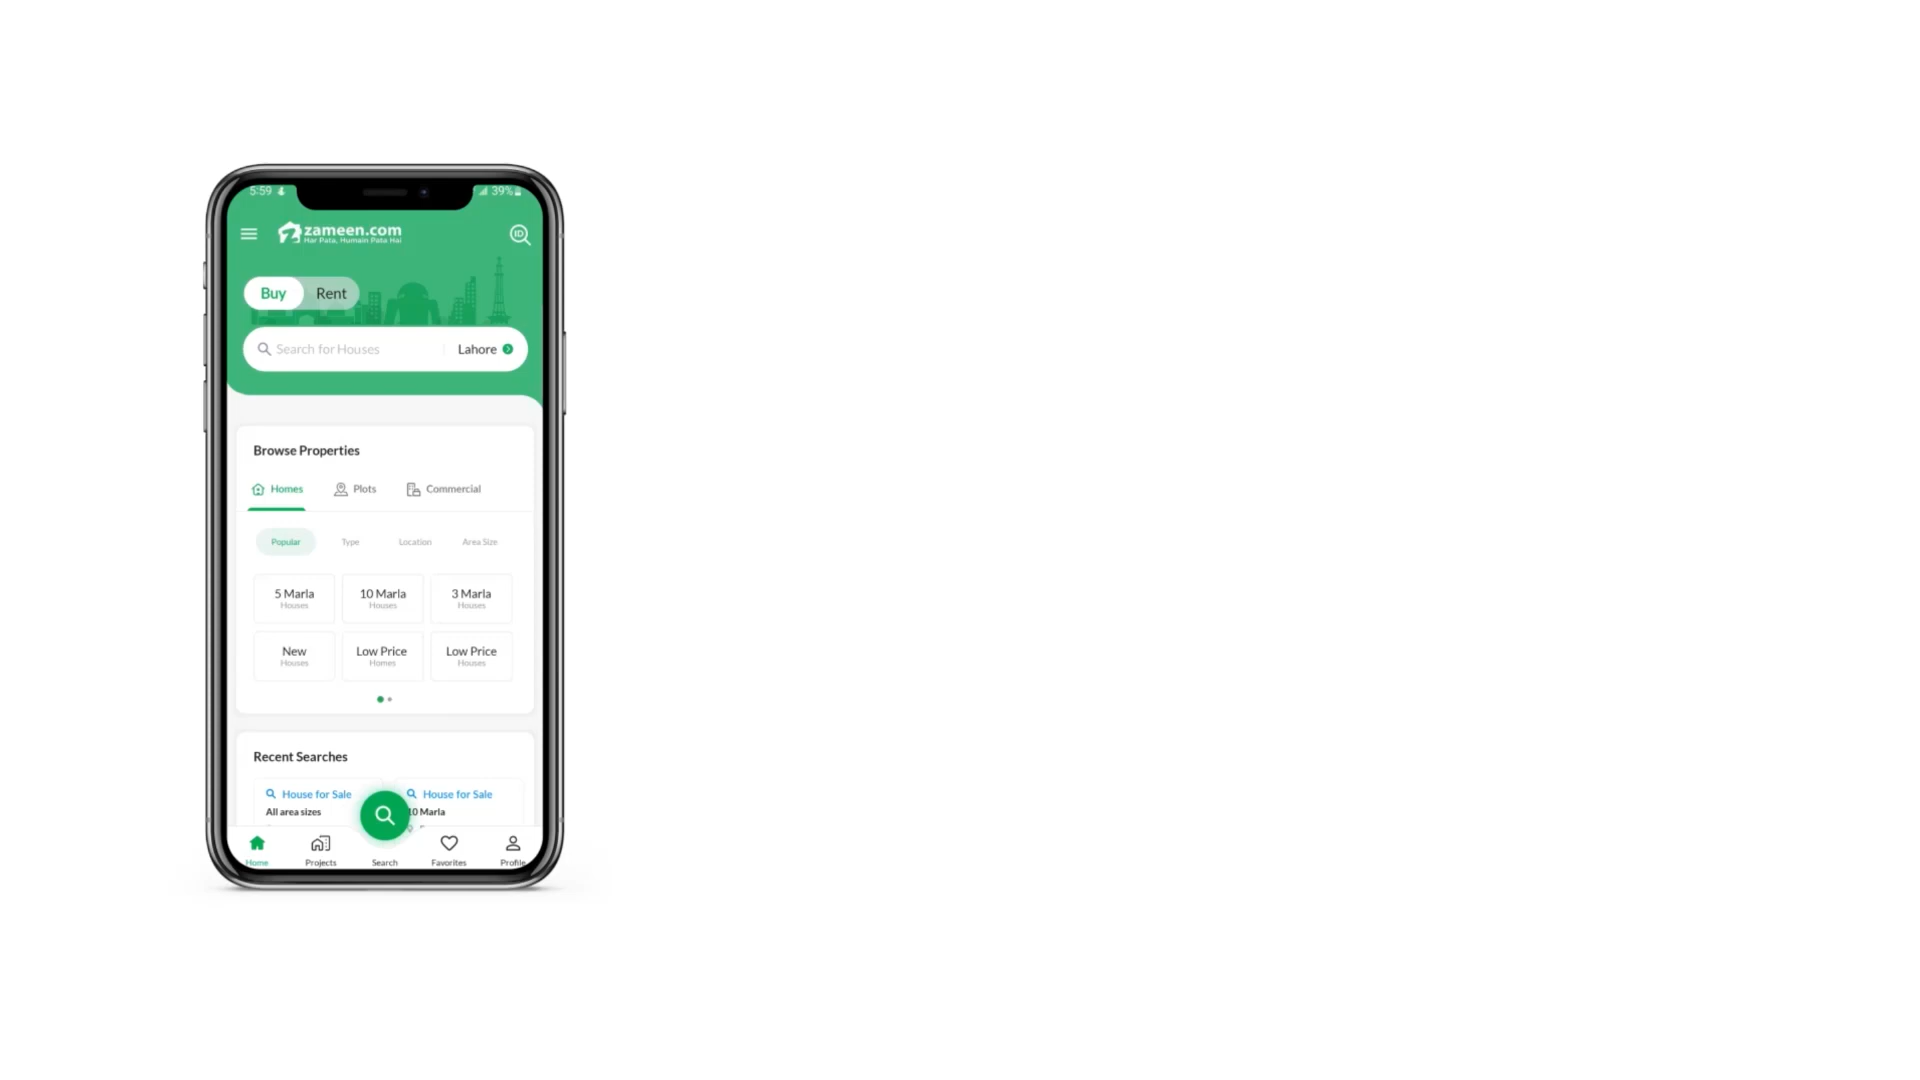 5:59
39%
zameen.com
Har Pata, Humain Pata Hai
ID
Buy
Rent
Search for Houses
Lahore
Browse Properties
Homes
Plots
Commercial
Popular
Type
Location
Area Size
5 Marla
Houses
10 Marla
Houses
3 Marla
Houses
New
Houses
Low Price
Homes
Low Price
Houses
Recent Searches
House for Sale
All area sizes
House for Sale
10 Marla
Home
Projects
Search
Favorites
Profile